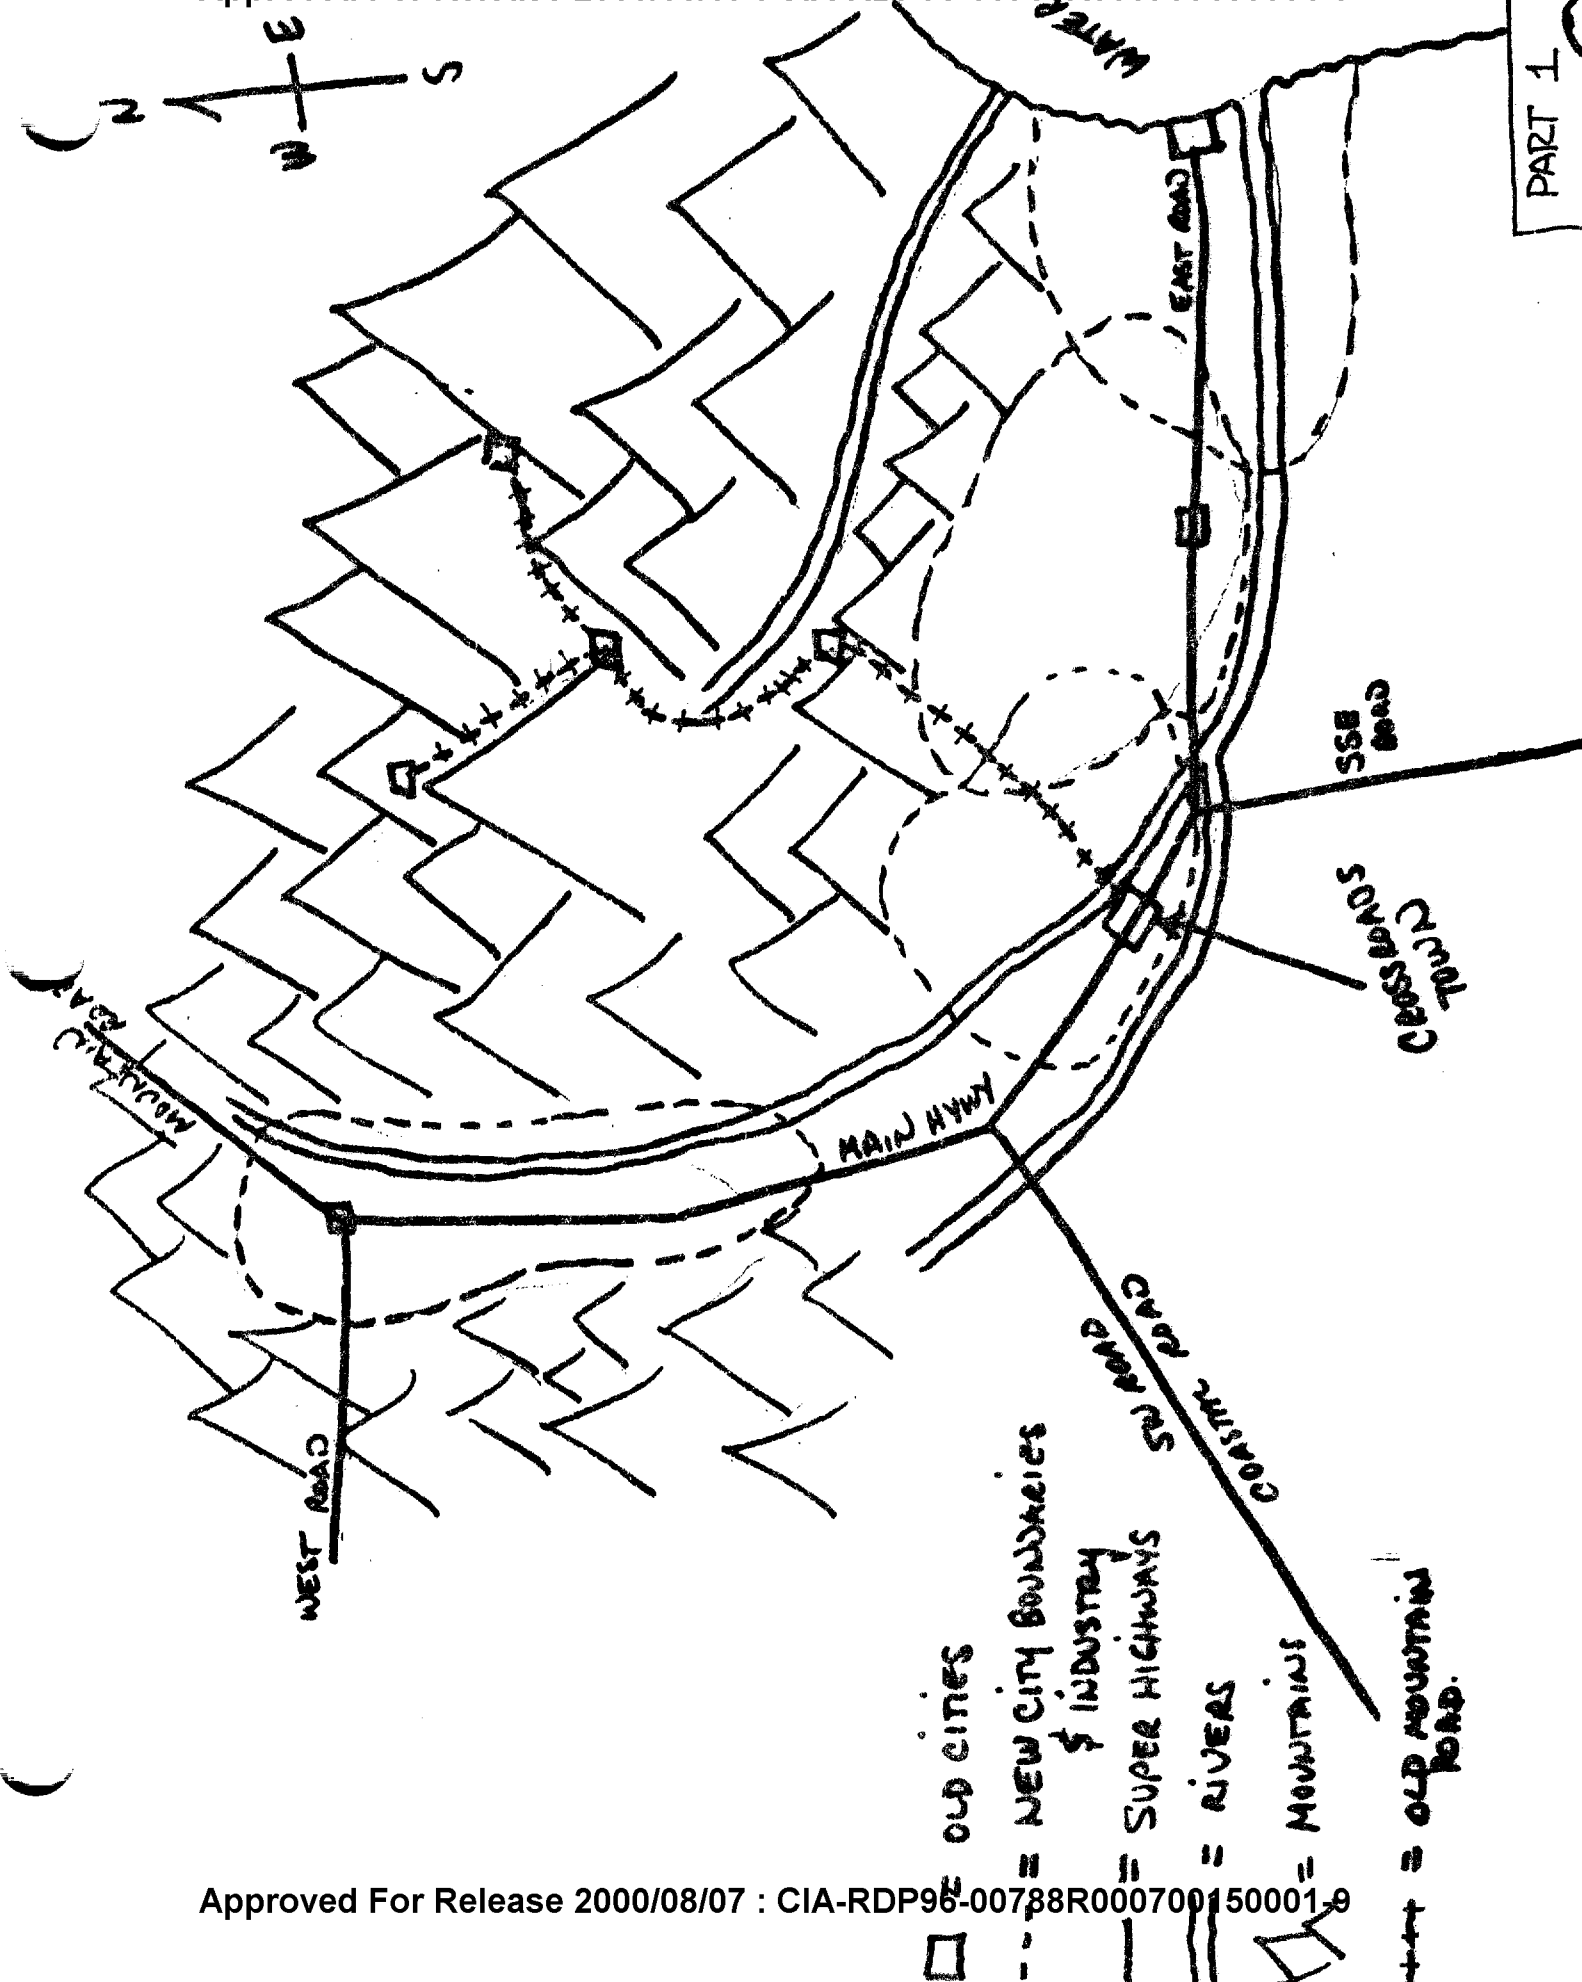 E
N
S
W
WATER
PART 1
EAST ROAD
SSE
ROAD
CROSSROADS
TOWN
MOUNTAIN ROAD
MAIN HYWY
SW ROAD
COASTAL ROAD
WEST ROAD
= OLD CITIES
= NEW CITY BOUNDARIES
& INDUSTRY
= SUPER HIGHWAYS
= RIVERS
= MOUNTAINS
= OLD MOUNTAIN
ROAD.
Approved For Release 2000/08/07 : CIA-RDP96-00788R000700150001-9